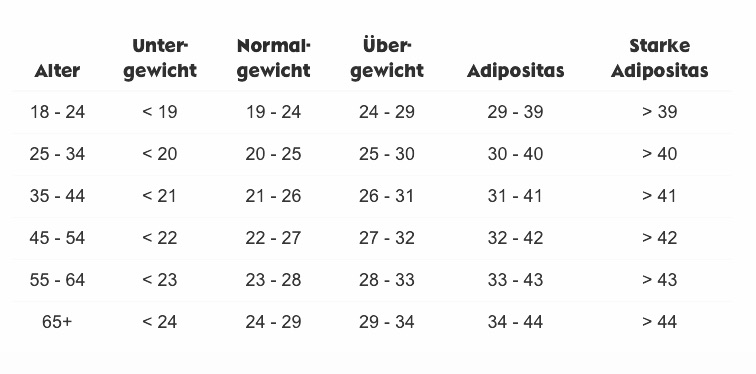 Alter Unter-gewicht Normal-gewicht Über-gewicht Adipositas Starke Adipositas
18 - 24 < 19 19 - 24 24 - 29 29 - 39 > 39
25 - 34 < 20 20 - 25 25 - 30 30 - 40 > 40
35 - 44 < 21 21 - 26 26 - 31 31 - 41 > 41
45 - 54 < 22 22 - 27 27 - 32 32 - 42 > 42
55 - 64 < 23 23 - 28 28 - 33 33 - 43 > 43
65+ < 24 24 - 29 29 - 34 34 - 44 > 44